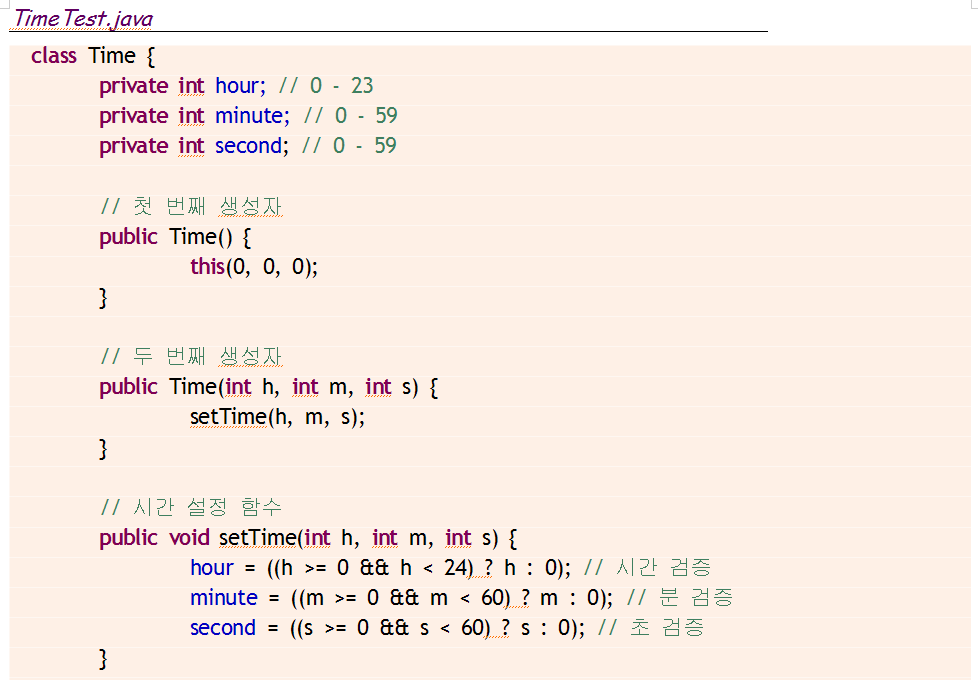 TimeTest.java
class Time {
private int hour; // 0 - 23
private int minute; // 0 - 59
private int second; // 0 - 59
// 첫 번째 생성자
public Time() {
this(0, 0, 0);
}
// 두 번째 생성자
public Time(int h, int m, int s) {
setTime(h, m, s);
}
// 시간 설정 함수
public void setTime(int h, int m, int s) {
hour = ((h >= 0 && h < 24) ? h : 0); // 시간 검증
minute = ((m >= 0 && m < 60) ? m : 0); // 분 검증
second = ((s >= 0 && s < 60) ? s : 0); // 초 검증
}